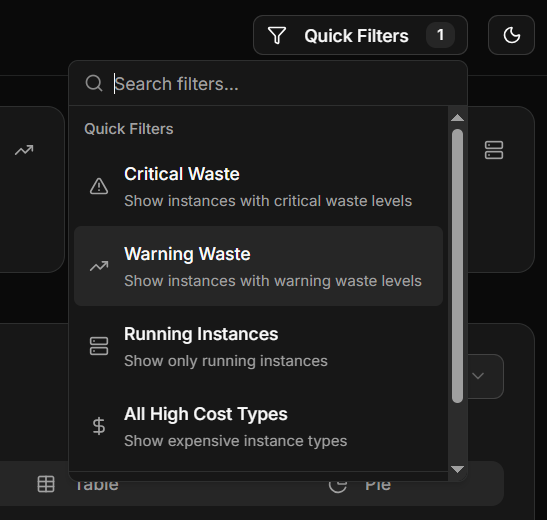 Quick Filters 1
Search filters...
Quick Filters
Critical Waste
Show instances with critical waste levels
Warning Waste
Show instances with warning waste levels
Running Instances
Show only running instances
All High Cost Types
Show expensive instance types
Table
Pie